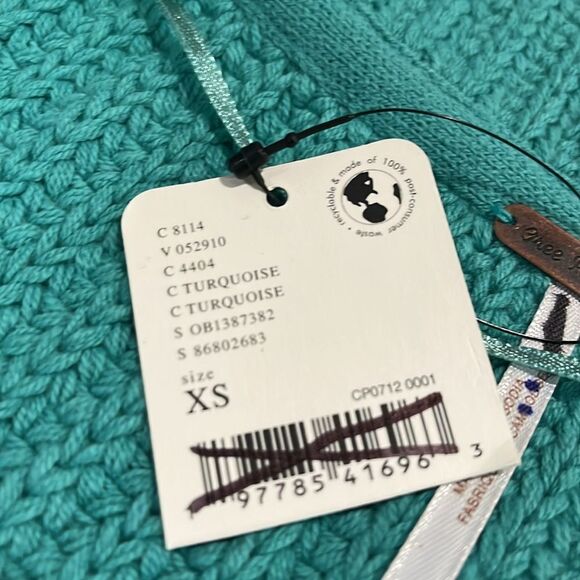 recyclable & made of 100% post-consumer waste •
C 8114
V 052910
C 4404
C TURQUOISE
C TURQUOISE
S OB1387382
S 86802683
size
XS
CP0712 0001
97785 41696 3
FABRIC